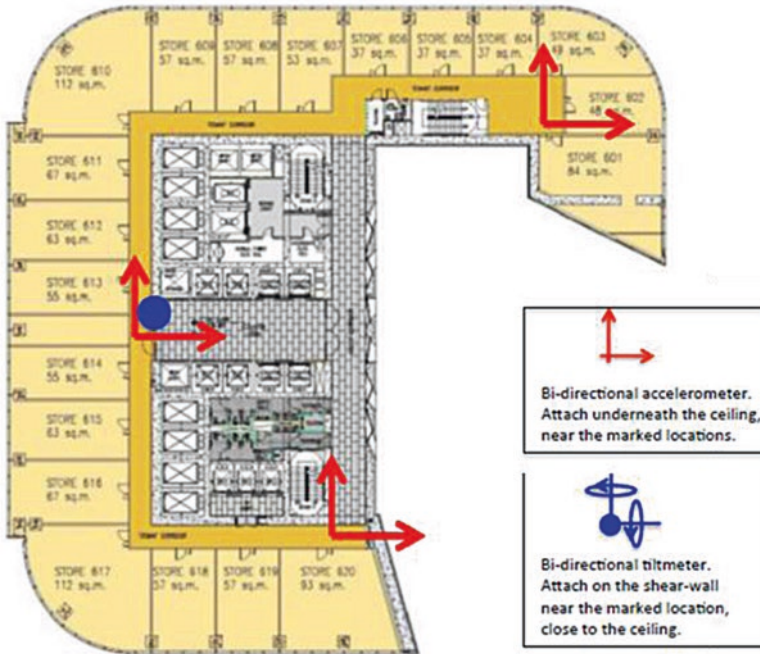 STORE 609
57 sq.m.
STORE 608
57 sq.m.
STORE 607
53 sq.m.
STORE 606
37 sq.m.
STORE 605
37 sq.m.
STORE 604
37 sq.m.
STORE 603
STORE 610
112 sq.m.
STORE 602
STORE 601
84 sq.m.
STORE 611
67 sq.m.
STORE 612
63 sq.m.
STORE 613
55 sq.m.
STORE 614
55 sq.m.
STORE 615
63 sq.m.
STORE 616
67 sq.m.
STORE 617
112 sq.m.
STORE 618
57 sq.m.
STORE 619
57 sq.m.
STORE 620
93 sq.m.
Bi-directional accelerometer.
Attach underneath the ceiling,
near the marked locations.
Bi-directional tiltmeter.
Attach on the shear-wall
near the marked location,
close to the ceiling.